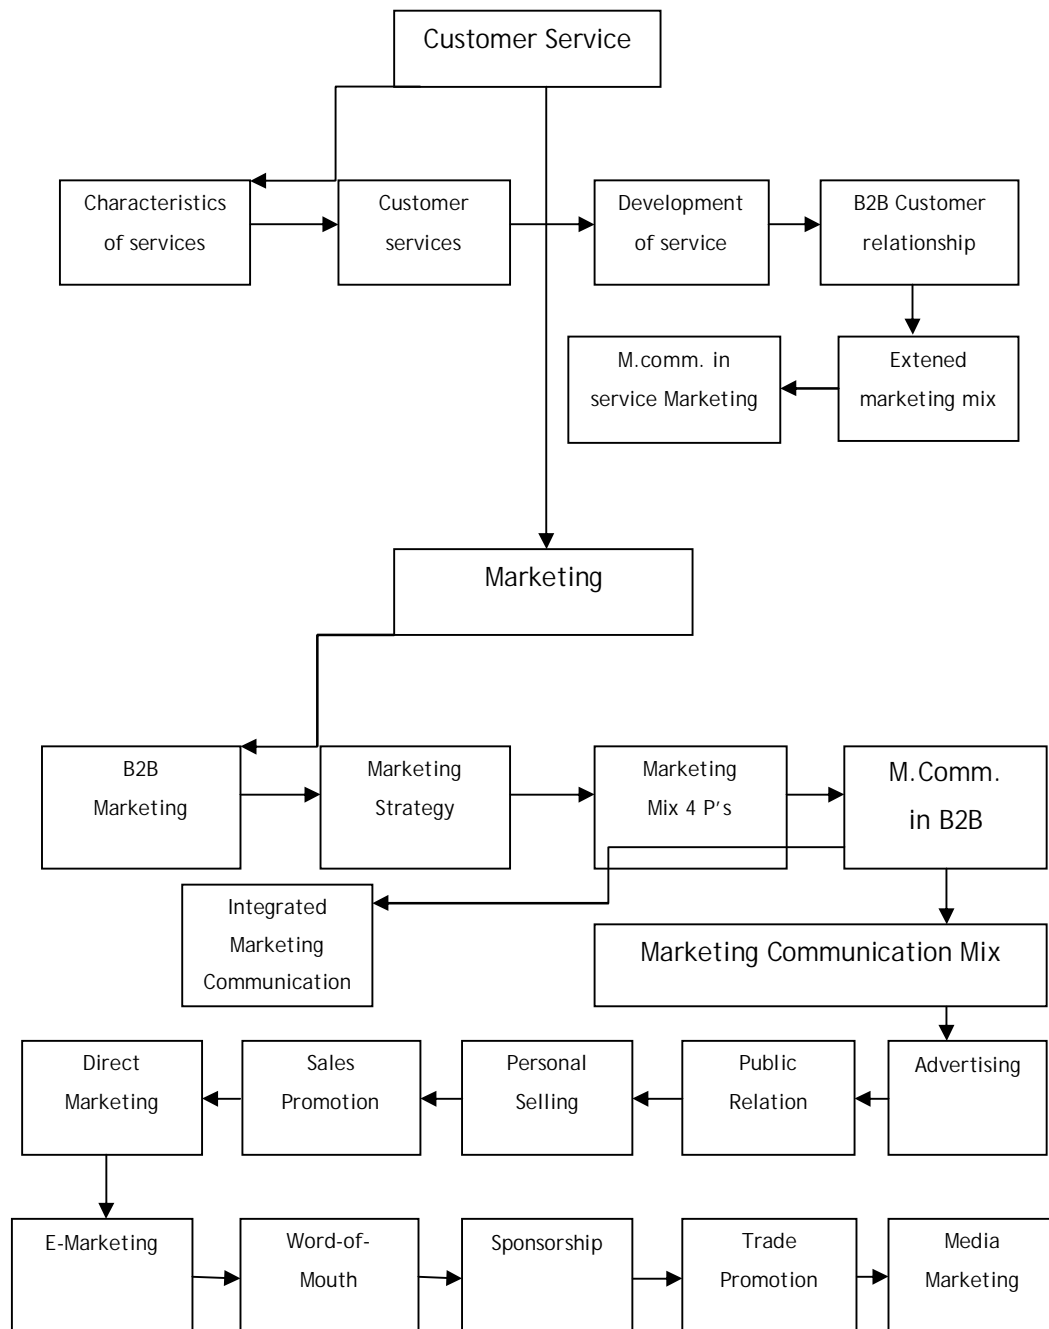 Customer Service
Characteristics
of services
Customer
services
Development
of service
B2B Customer
relationship
M.comm. in
service Marketing
Extened
marketing mix
Marketing
B2B
Marketing
Marketing
Strategy
Marketing
Mix 4 P's
M.Comm.
in B2B
Integrated
Marketing
Communication
Marketing Communication Mix
Direct
Marketing
Sales
Promotion
Personal
Selling
Public
Relation
Advertising
E-Marketing
Word-of-
Mouth
Sponsorship
Trade
Promotion
Media
Marketing